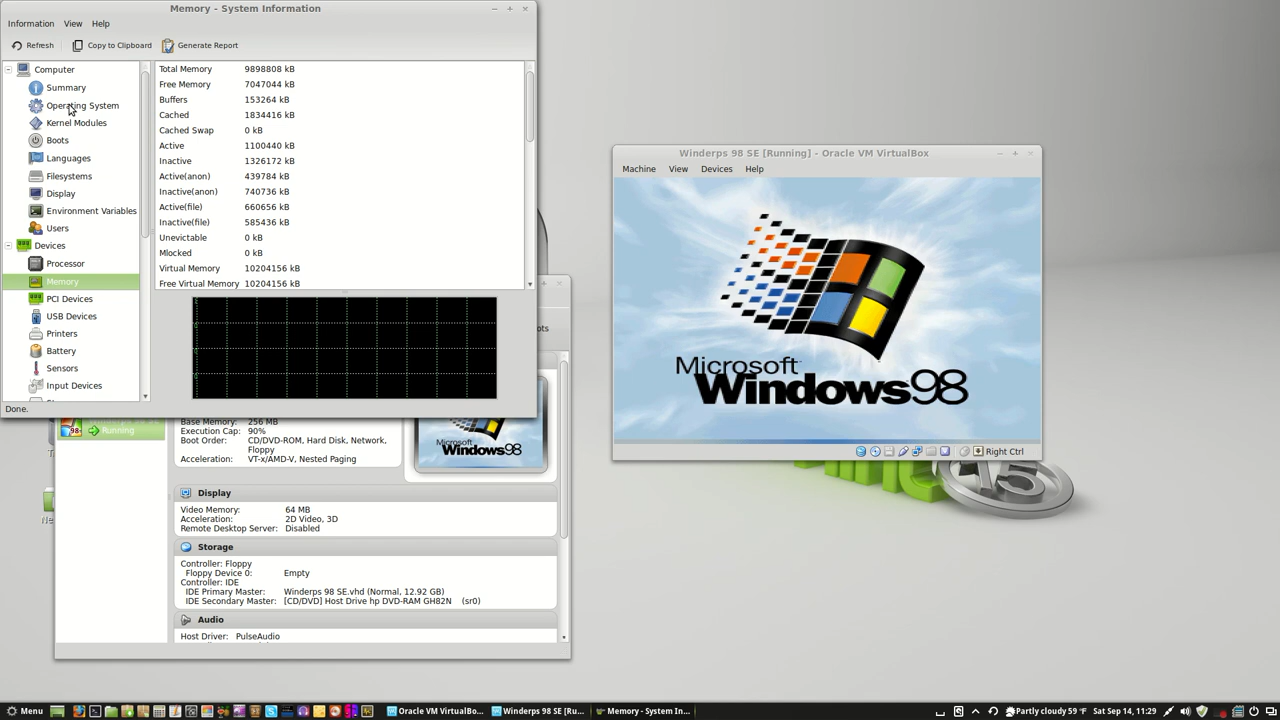 Memory - System Information
Information View Help
Refresh Copy to Clipboard Generate Report
Computer
Summary
Operating System
Kernel Modules
Boots
Languages
Filesystems
Display
Environment Variables
Users
Devices
Processor
Memory
PCI Devices
USB Devices
Printers
Battery
Sensors
Input Devices
Total Memory 9898808 kB
Free Memory 7047044 kB
Buffers 153264 kB
Cached 1834416 kB
Cached Swap 0 kB
Active 1100440 kB
Inactive 1326172 kB
Active(anon) 439784 kB
Inactive(anon) 740736 kB
Active(file) 660656 kB
Inactive(file) 585436 kB
Unevictable 0 kB
Mlocked 0 kB
Virtual Memory 10204156 kB
Free Virtual Memory 10204156 kB
Done.
Winderps 98 SE [Running] - Oracle VM VirtualBox
Machine View Devices Help
Microsoft
Windows98
Right Ctrl
98
Running
Base Memory: 256 MB
Execution Cap: 90%
Boot Order: CD/DVD-ROM, Hard Disk, Network,
Floppy
Acceleration: VT-x/AMD-V, Nested Paging
Microsoft
Windows98
Display
Video Memory: 64 MB
Acceleration: 2D Video, 3D
Remote Desktop Server: Disabled
Storage
Controller: Floppy
Floppy Device 0: Empty
Controller: IDE
IDE Primary Master: Winderps 98 SE.vhd (Normal, 12.92 GB)
IDE Secondary Master: [CD/DVD] Host Drive hp DVD-RAM GH82N (sr0)
Audio
Host Driver: PulseAudio
15
Menu
Oracle VM VirtualBo... Winderps 98 SE [Ru... Memory - System In...
Partly cloudy 59 °F Sat Sep 14, 11:29